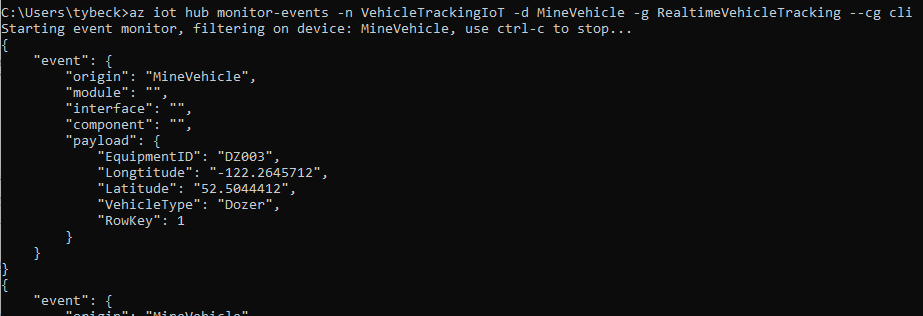 C:\Users\tybeck>az iot hub monitor-events -n VehicleTrackingIoT -d MineVehicle -g RealtimeVehicleTracking --cg cli
Starting event monitor, filtering on device: MineVehicle, use ctrl-c to stop...
{
    "event": {
        "origin": "MineVehicle",
        "module": "",
        "interface": "",
        "component": "",
        "payload": {
            "EquipmentID": "DZ003",
            "Longtitude": "-122.2645712",
            "Latitude": "52.5044412",
            "VehicleType": "Dozer",
            "RowKey": 1
        }
    }
}
{
    "event": {
        "origin": "MineVehicle"